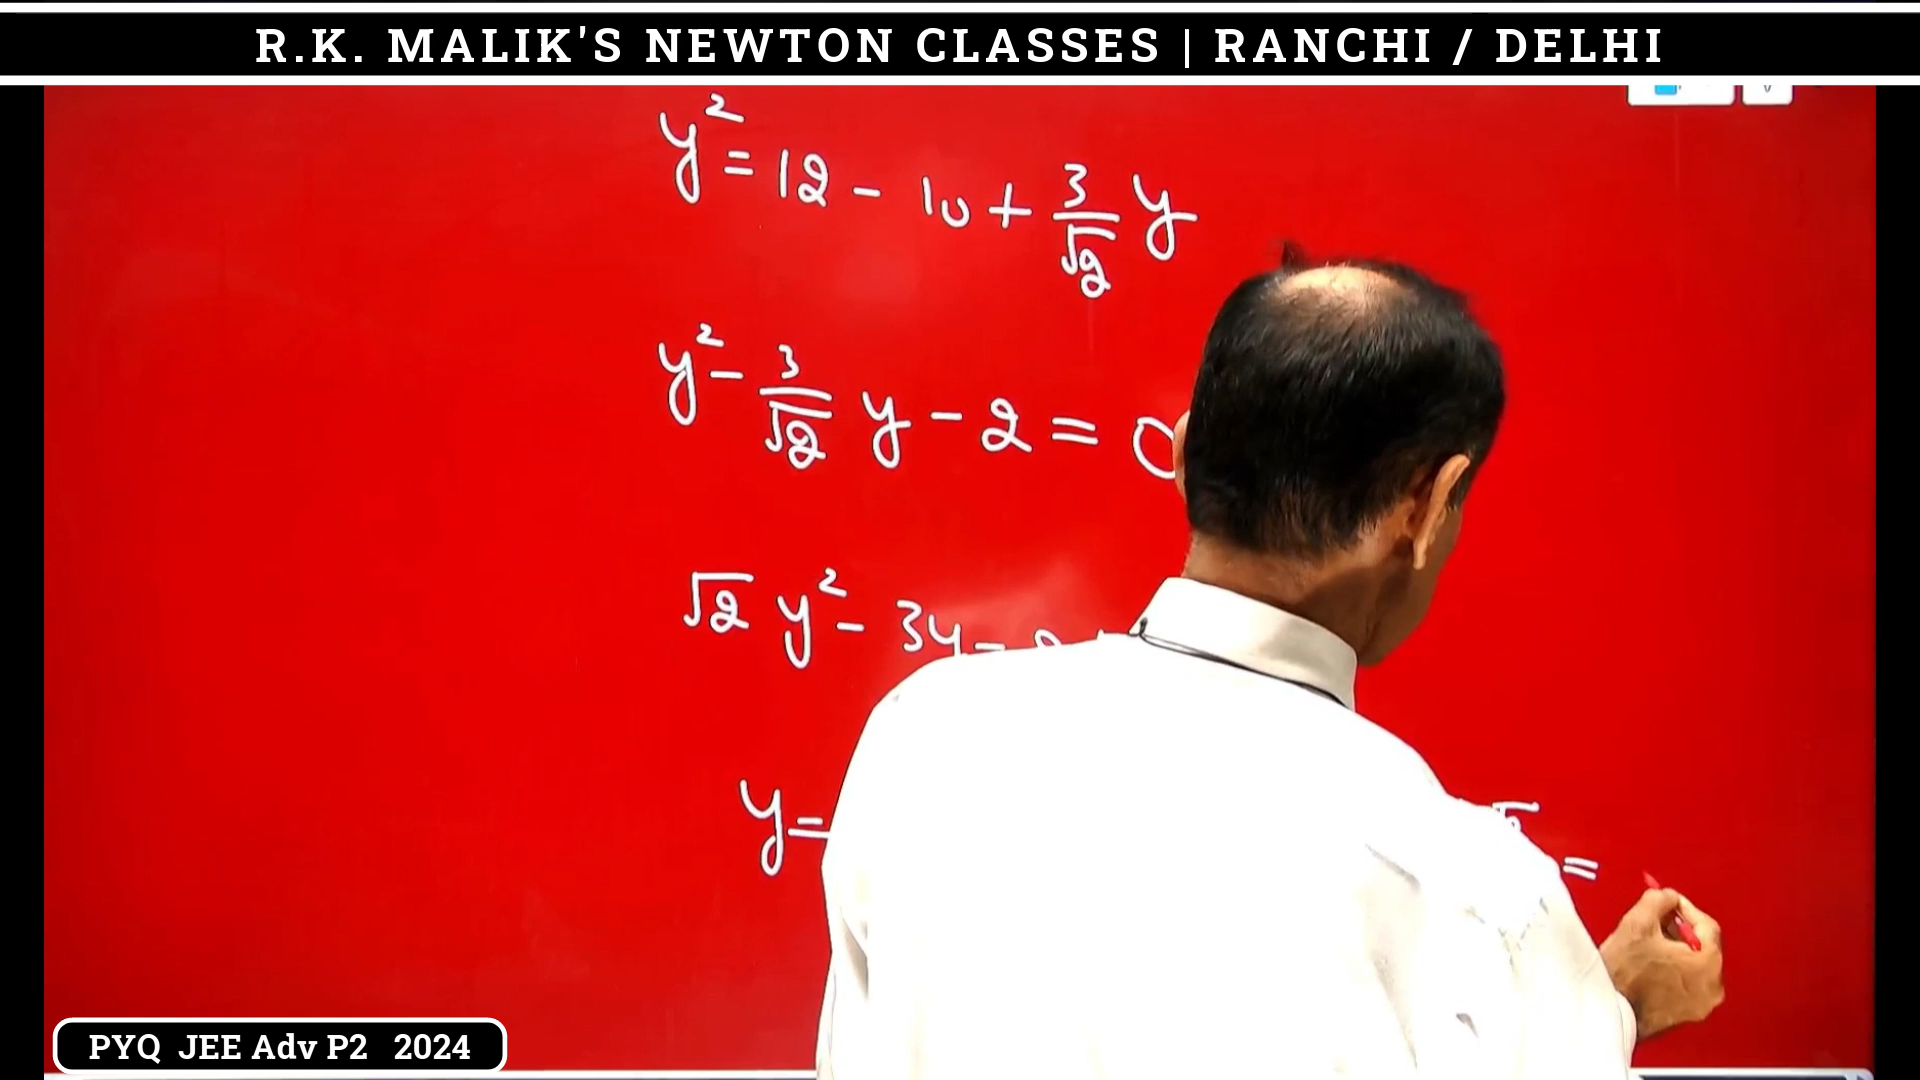 R.K. MALIK'S NEWTON CLASSES | RANCHI / DELHI
y² = 12 - 10 + 3/√2 y
y² - 3/√2 y - 2 = 0
√2 y² - 3y -
y =
=
PYQ JEE Adv P2 2024